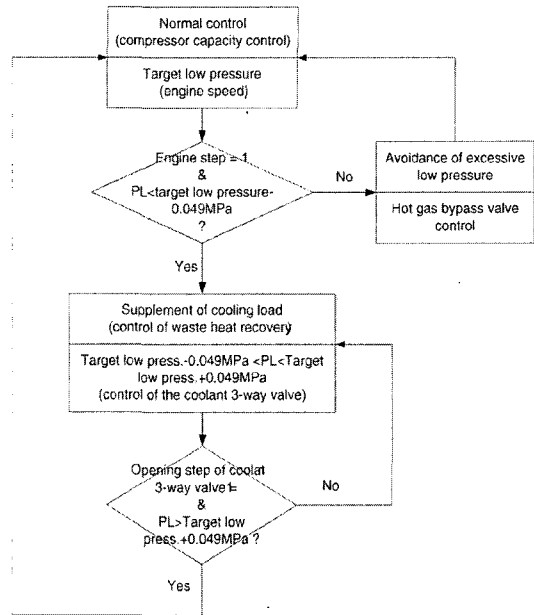 Normal control
(compressor capacity control)
Target low pressure
(engine speed)
Engine step = 1
&
PL<target low pressure-
0.049MPa
?
No
Avoidance of excessive
low pressure
Hot gas bypass valve
control
Yes
Supplement of cooling load
(control of waste heat recovery)
Target low press.-0.049MPa <PL<Target
low press.+0.049MPa
(control of the coolant 3-way valve)
Opening step of coolat
3-way valve1=
&
PL>Target low
press.+0.049MPa ?
No
Yes